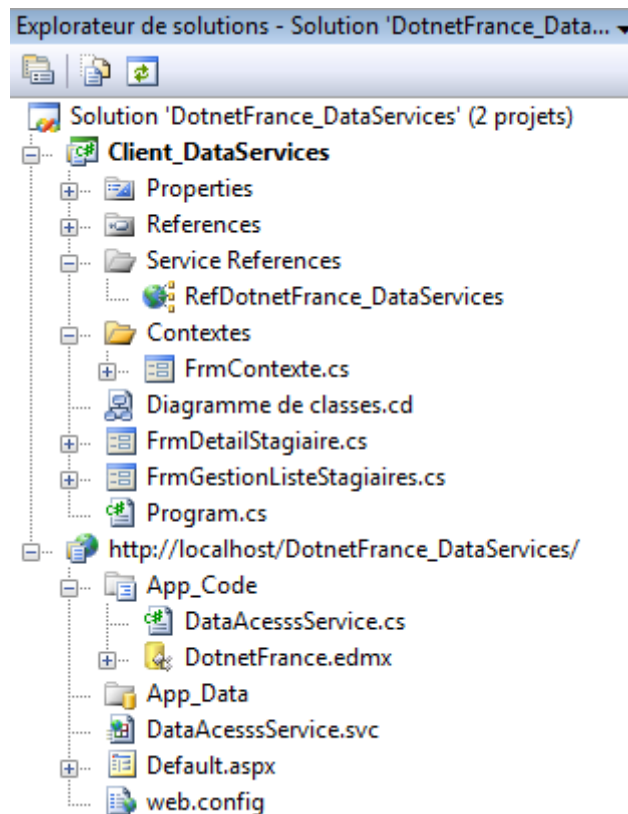 Explorateur de solutions - Solution 'DotnetFrance_Data...
Solution 'DotnetFrance_DataServices' (2 projets)
Client_DataServices
Properties
References
Service References
RefDotnetFrance_DataServices
Contextes
FrmContexte.cs
Diagramme de classes.cd
FrmDetailStagiaire.cs
FrmGestionListeStagiaires.cs
Program.cs
http://localhost/DotnetFrance_DataServices/
App_Code
DataAcesssService.cs
DotnetFrance.edmx
App_Data
DataAcesssService.svc
Default.aspx
web.config